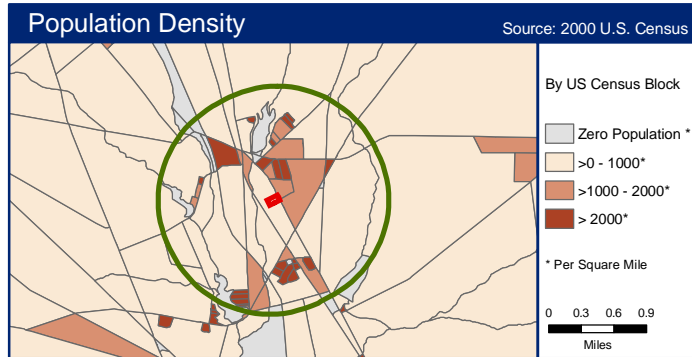 Population Density
Source: 2000 U.S. Census
By US Census Block
Zero Population *
>0 - 1000*
>1000 - 2000*
> 2000*
* Per Square Mile
0 0.3 0.6 0.9
Miles